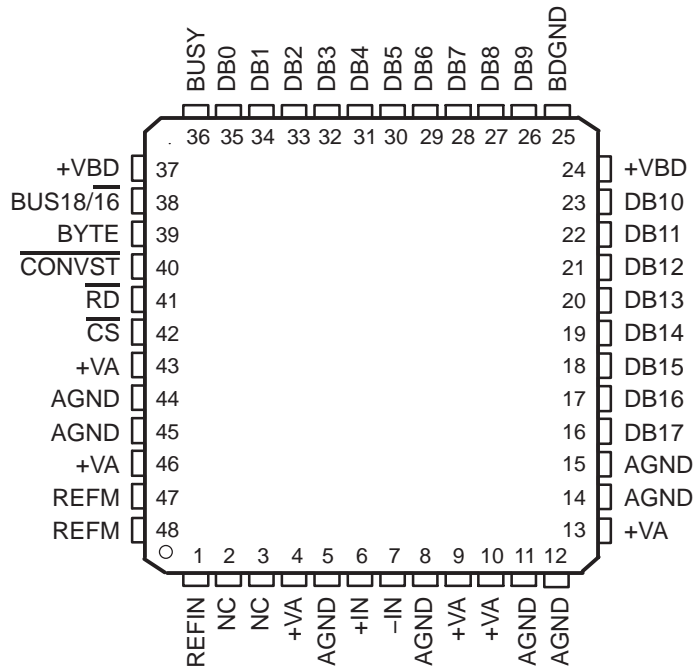 BUSY DB0 DB1 DB2 DB3 DB4 DB5 DB6 DB7 DB8 DB9 BDGND
36 35 34 33 32 31 30 29 28 27 26 25
+VBD 37 24 +VBD
BUS18/1̅6̅ 38 23 DB10
BYTE 39 22 DB11
C̅O̅N̅V̅S̅T̅ 40 21 DB12
R̅D̅ 41 20 DB13
C̅S̅ 42 19 DB14
+VA 43 18 DB15
AGND 44 17 DB16
AGND 45 16 DB17
+VA 46 15 AGND
REFM 47 14 AGND
REFM 48 13 +VA
1 2 3 4 5 6 7 8 9 10 11 12
REFIN NC NC +VA AGND +IN –IN AGND +VA +VA AGND AGND